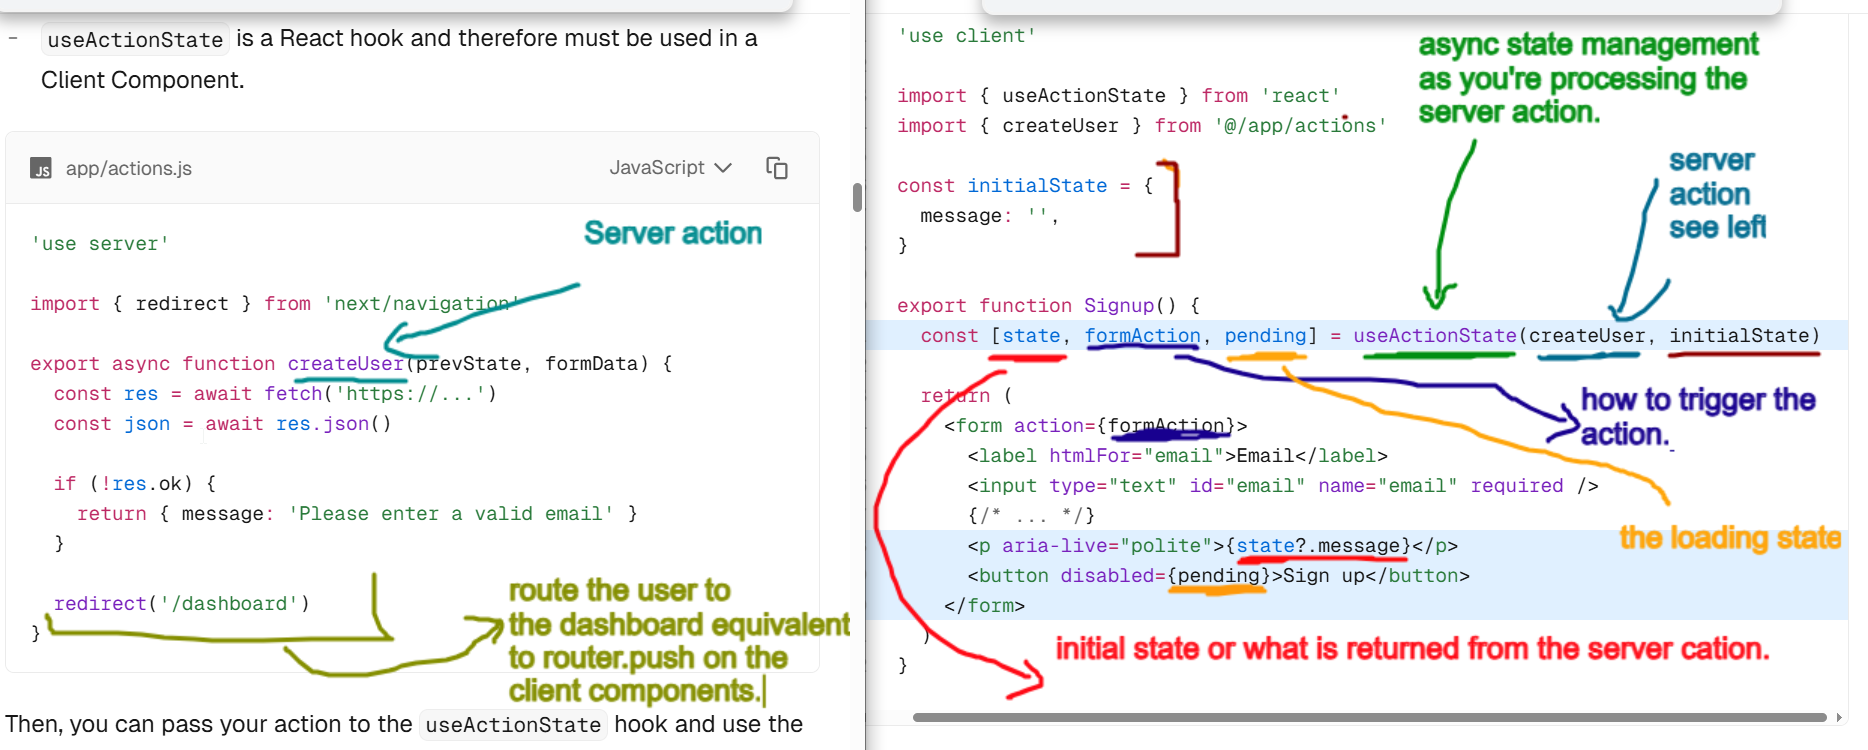 - useActionState is a React hook and therefore must be used in a
Client Component.
JS app/actions.js JavaScript
'use server'
Server action
import { redirect } from 'next/navigation'
export async function createUser(prevState, formData) {
const res = await fetch('https://...')
const json = await res.json()
if (!res.ok) {
return { message: 'Please enter a valid email' }
}
redirect('/dashboard')
}
route the user to
the dashboard equivalent
to router.push on the
client components.
Then, you can pass your action to the useActionState hook and use the
'use client'
async state management
as you're processing the
server action.
import { useActionState } from 'react'
import { createUser } from '@/app/actions'
server
action
see left
const initialState = {
message: '',
}
export function Signup() {
const [state, formAction, pending] = useActionState(createUser, initialState)
return (
how to trigger the
action.
<form action={formAction}>
<label htmlFor="email">Email</label>
<input type="text" id="email" name="email" required />
{/* ... */}
the loading state
<p aria-live="polite">{state?.message}</p>
<button disabled={pending}>Sign up</button>
</form>
)
initial state or what is returned from the server cation.
}